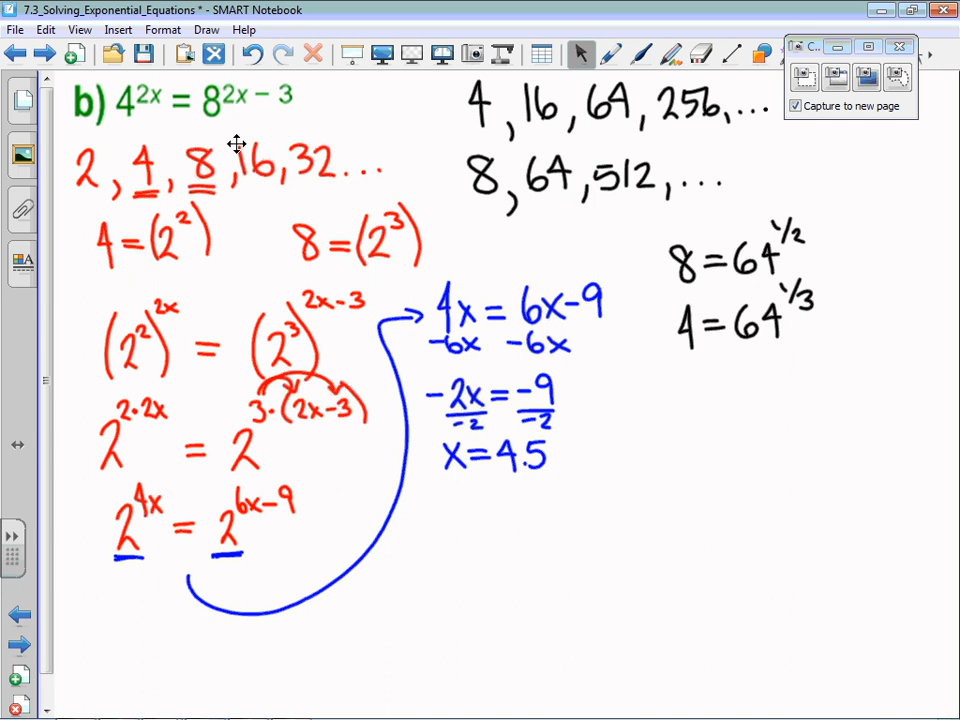 7.3_Solving_Exponential_Equations * - SMART Notebook
File Edit View Insert Format Tools Add-ons Draw Help
C..
Capture to new page
b) 4^{2x} = 8^{2x – 3}
2, 4, 8, 16, 32...
4 = (2^2) 8 = (2^3)
(2^2)^{2x} = (2^3)^{2x-3}
2^{2·2x} = 2^{3·(2x-3)}
2^{4x} = 2^{6x-9}
4x = 6x-9
-6x -6x
-2x = -9
-2 -2
x = 4.5
4, 16, 64, 256, ...
8, 64, 512, ...
8 = 64^{1/2}
4 = 64^{1/3}